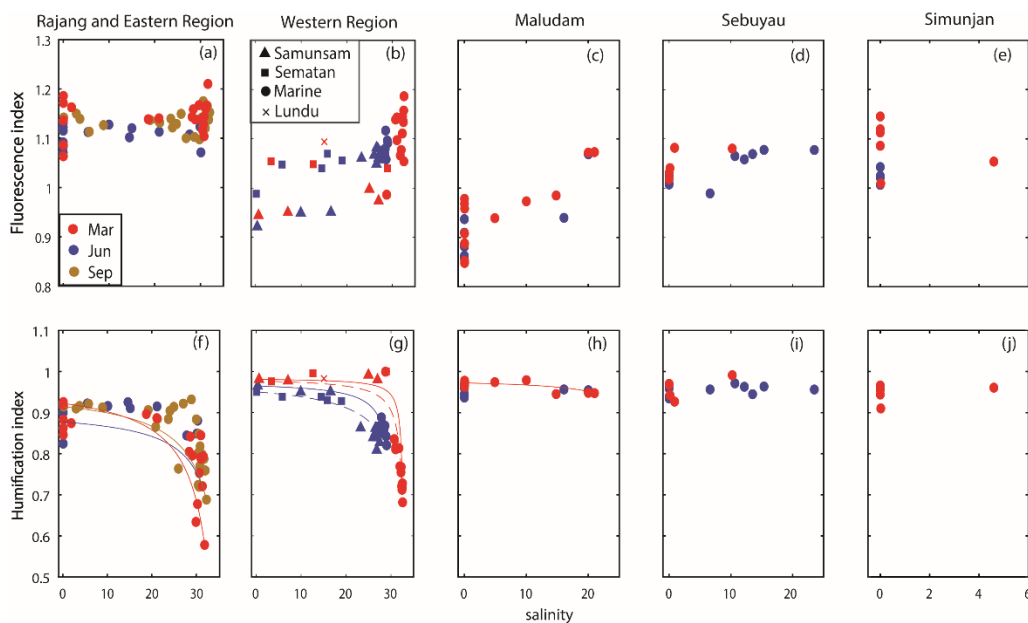 Rajang and Eastern Region Western Region Maludam Sebuyau Simunjan
1.3 (a) (b) (c) (d) (e)
Samunsam
Sematan
Marine
Lundu
1.2
1.1
1
0.9
0.8
Fluorescence index
Mar
Jun
Sep
1.1 (f) (g) (h) (i) (j)
1
0.9
0.8
0.7
0.6
0.5
Humification index
0 10 20 30 0 10 20 30 0 10 20 0 10 20 0 2 4 6
salinity